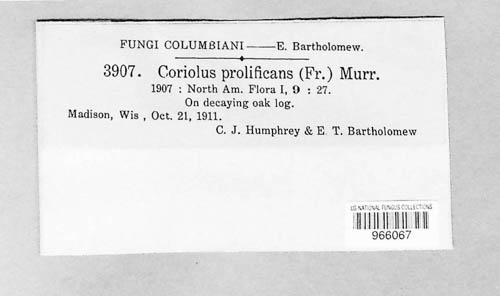 FUNGI COLUMBIANI——E. Bartholomew.
3907. Coriolus prolificans (Fr.) Murr.
1907 : North Am. Flora I, 9 : 27.
On decaying oak log.
Madison, Wis , Oct. 21, 1911.
C. J. Humphrey & E. T. Bartholomew
US NATIONAL FUNGUS COLLECTIONS
966067